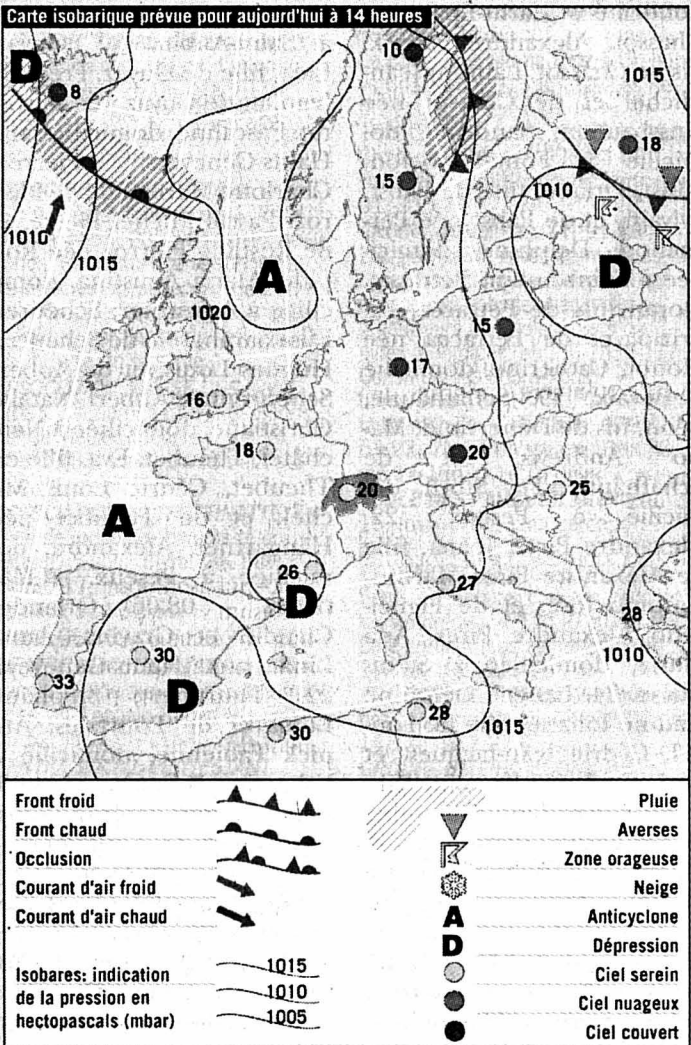 Carte isobarique prévue pour aujourd'hui à 14 heures
D
8
10
1015
18
15
1010
D
1010
1015
A
1020
15
17
16
18
20
20
25
A
26
D
27
28
1010
30
33
D
28
1015
30
Front froid
Front chaud
Occlusion
Courant d'air froid
Courant d'air chaud
Isobares: indication
de la pression en
hectopascals (mbar)
1015
1010
1005
Pluie
Averses
Zone orageuse
Neige
A Anticyclone
D Dépression
Ciel serein
Ciel nuageux
Ciel couvert